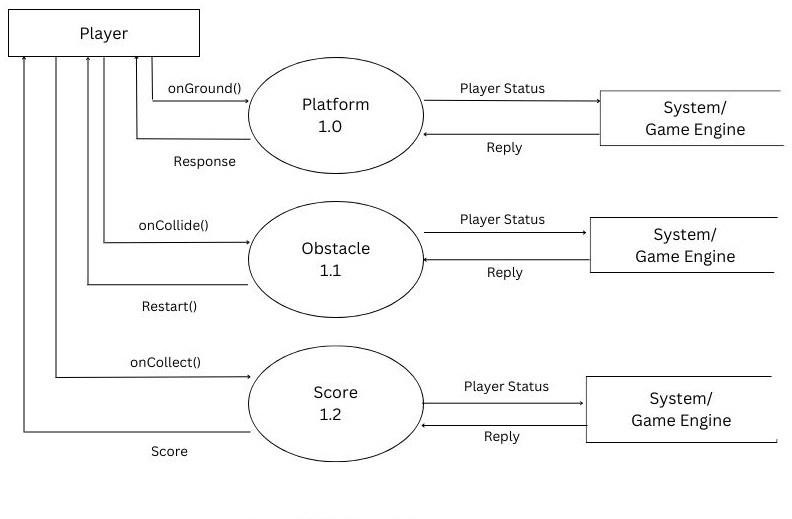 Player
onGround()
Platform
1.0
Player Status
System/
Game Engine
Reply
Response
onCollide()
Obstacle
1.1
Player Status
System/
Game Engine
Reply
Restart()
onCollect()
Score
1.2
Player Status
System/
Game Engine
Reply
Score